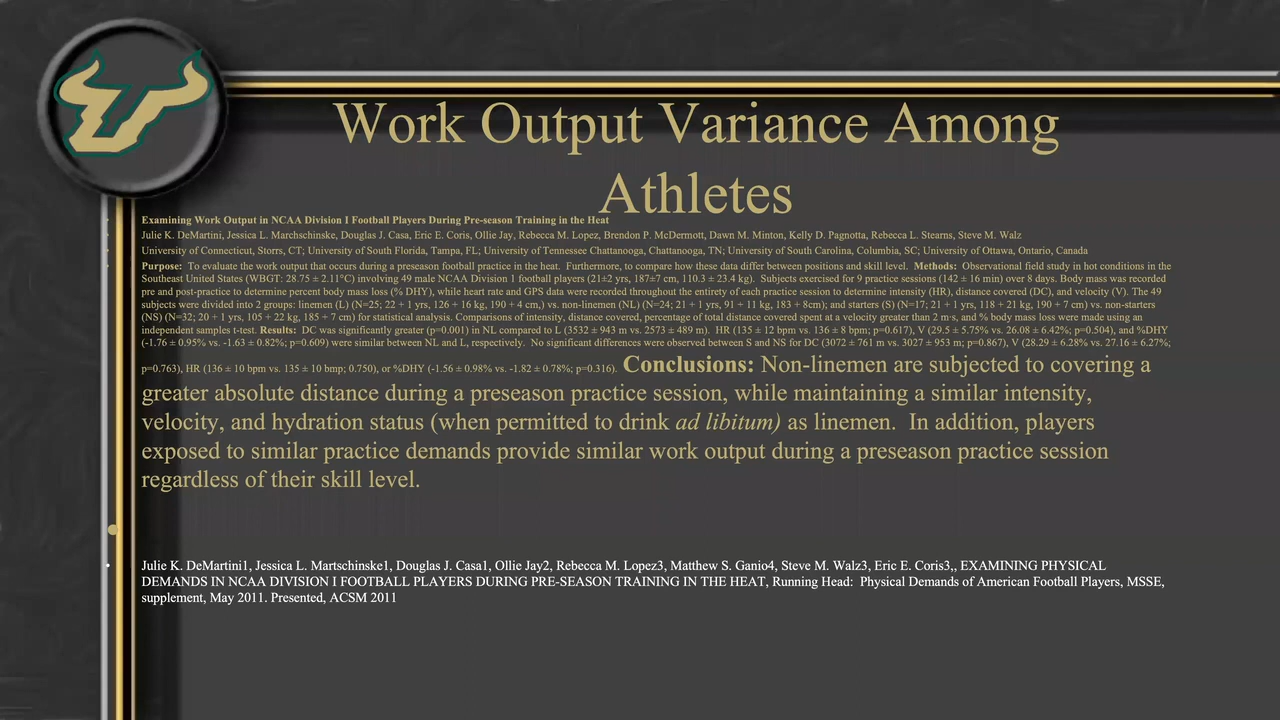 Work Output Variance Among
Athletes
Examining Work Output in NCAA Division I Football Players During Pre-season Training in the Heat
Julie K. DeMartini, Jessica L. Marchschinske, Douglas J. Casa, Eric E. Coris, Ollie Jay, Rebecca M. Lopez, Brendon P. McDermott, Dawn M. Minton, Kelly D. Pagnotta, Rebecca L. Stearns, Steve M. Walz
University of Connecticut, Storrs, CT; University of South Florida, Tampa, FL; University of Tennessee Chattanooga, Chattanooga, TN; University of South Carolina, Columbia, SC; University of Ottawa, Ontario, Canada
Purpose: To evaluate the work output that occurs during a preseason football practice in the heat. Furthermore, to compare how these data differ between positions and skill level. Methods: Observational field study in hot conditions in the
Southeast United States (WBGT: 28.75 ± 2.11°C) involving 49 male NCAA Division 1 football players (21±2 yrs, 187±7 cm, 110.3 ± 23.4 kg). Subjects exercised for 9 practice sessions (142 ± 16 min) over 8 days. Body mass was recorded
pre and post-practice to determine percent body mass loss (% DHY), while heart rate and GPS data were recorded throughout the entirety of each practice session to determine intensity (HR), distance covered (DC), and velocity (V). The 49
subjects were divided into 2 groups: linemen (L) (N=25; 22 + 1 yrs, 126 + 16 kg, 190 + 4 cm,) vs. non-linemen (NL) (N=24; 21 + 1 yrs, 91 + 11 kg, 183 + 8cm); and starters (S) (N=17; 21 + 1 yrs, 118 + 21 kg, 190 + 7 cm) vs. non-starters
(NS) (N=32; 20 + 1 yrs, 105 + 22 kg, 185 + 7 cm) for statistical analysis. Comparisons of intensity, distance covered, percentage of total distance covered spent at a velocity greater than 2 m·s, and % body mass loss were made using an
independent samples t-test. Results: DC was significantly greater (p=0.001) in NL compared to L (3532 ± 943 m vs. 2573 ± 489 m). HR (135 ± 12 bpm vs. 136 ± 8 bpm; p=0.617), V (29.5 ± 5.75% vs. 26.08 ± 6.42%; p=0.504), and %DHY
(-1.76 ± 0.95% vs. -1.63 ± 0.82%; p=0.609) were similar between NL and L, respectively. No significant differences were observed between S and NS for DC (3072 ± 761 m vs. 3027 ± 953 m; p=0.867), V (28.29 ± 6.28% vs. 27.16 ± 6.27%;
p=0.763), HR (136 ± 10 bpm vs. 135 ± 10 bmp; 0.750), or %DHY (-1.56 ± 0.98% vs. -1.82 ± 0.78%; p=0.316). Conclusions: Non-linemen are subjected to covering a
greater absolute distance during a preseason practice session, while maintaining a similar intensity,
velocity, and hydration status (when permitted to drink ad libitum) as linemen. In addition, players
exposed to similar practice demands provide similar work output during a preseason practice session
regardless of their skill level.
Julie K. DeMartini1, Jessica L. Martschinske1, Douglas J. Casa1, Ollie Jay2, Rebecca M. Lopez3, Matthew S. Ganio4, Steve M. Walz3, Eric E. Coris3,, EXAMINING PHYSICAL
DEMANDS IN NCAA DIVISION I FOOTBALL PLAYERS DURING PRE-SEASON TRAINING IN THE HEAT, Running Head: Physical Demands of American Football Players, MSSE,
supplement, May 2011. Presented, ACSM 2011